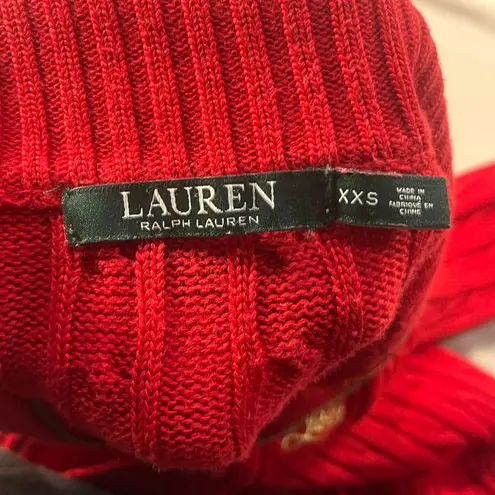 LAUREN
RALPH LAUREN
XXS
MADE IN
CHINA
FABRIQUÉ EN
CHINE